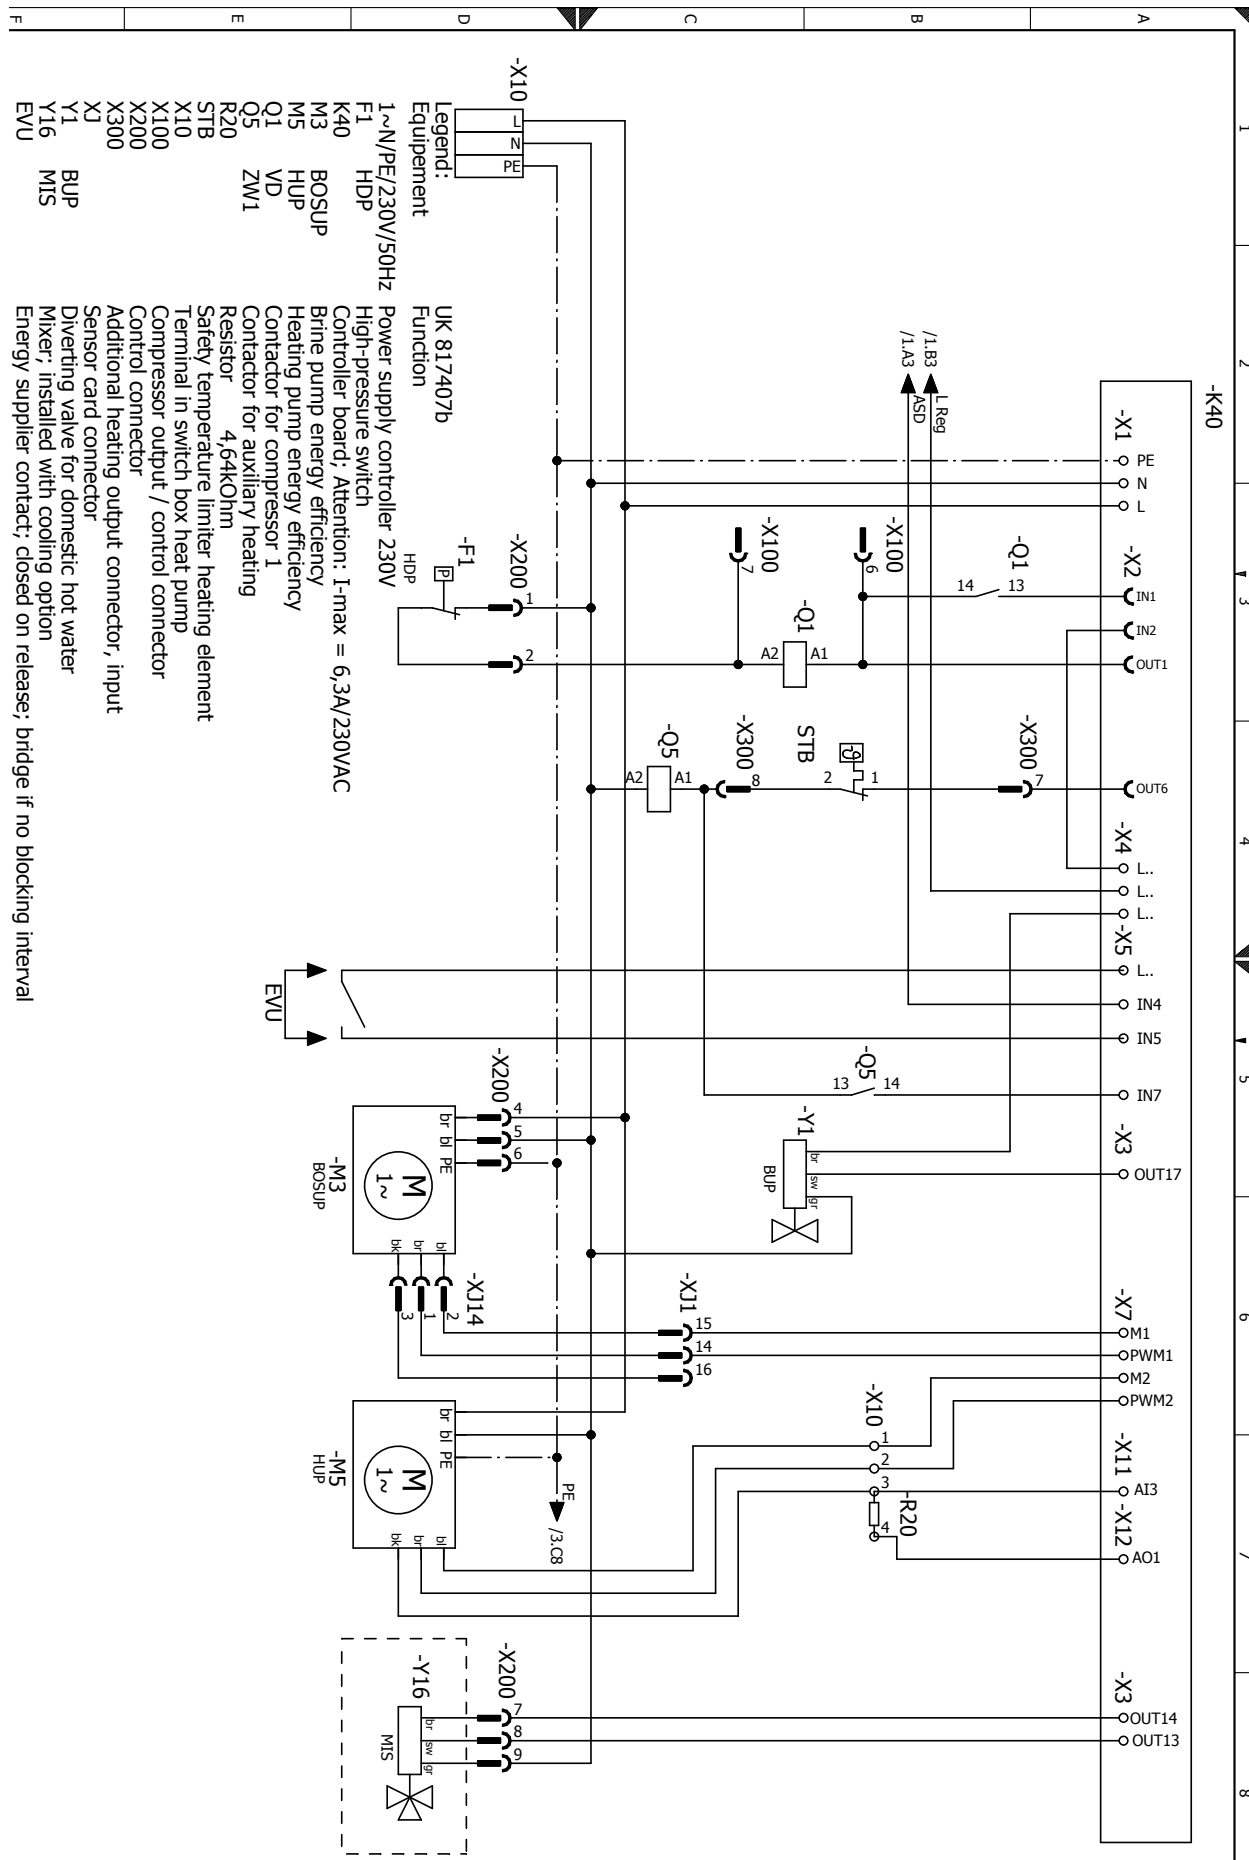 A
B
C
D
E
F
1
2
3
4
5
6
7
8
-K40
-X1
PE
N
L
-X2
IN1
IN2
OUT1
OUT6
-X4
L..
L..
L..
-X5
L..
IN4
IN5
IN7
-X3
OUT17
-X7
M1
PWM1
M2
PWM2
-X11
AI3
-X12
AO1
-X3
OUT14
OUT13
/1.B3
L Reg
/1.A3
ASD
-X100
6
-Q1
14
13
-X100
7
-Q1
A2
A1
-X300
7
STB
2
1
-X300
8
-Q5
A2
A1
-Q5
13
14
-Y1
BUP
br
sw
gr
-XJ1
15
14
16
-X10
1
2
3
4
-R20
-X10
L
N
PE
-X200
1
2
-F1
P
HDP
EVU
-X200
4
5
6
br
bl
PE
M
1~
-M3
BOSUP
bk
br
bl
-XJ14
3
1
2
br
bl
PE
M
1~
-M5
HUP
bk
br
bl
PE
/3.C8
-X200
7
8
9
-Y16
br
sw
gr
MIS
Legend: UK 817407b
Equipement Function
1~N/PE/230V/50Hz Power supply controller 230V
F1 HDP High-pressure switch
K40 Controller board; Attention: I-max = 6,3A/230VAC
M3 BOSUP Brine pump energy efficiency
M5 HUP Heating pump energy efficiency
Q1 VD Contactor for compressor 1
Q5 ZW1 Contactor for auxiliary heating
R20 Resistor 4,64kOhm
STB Safety temperature limiter heating element
X10 Terminal in switch box heat pump
X100 Compressor output / control connector
X200 Control connector
X300 Additional heating output connector, input
XJ Sensor card connector
Y1 BUP Diverting valve for domestic hot water
Y16 MIS Mixer; installed with cooling option
EVU Energy supplier contact; closed on release; bridge if no blocking interval